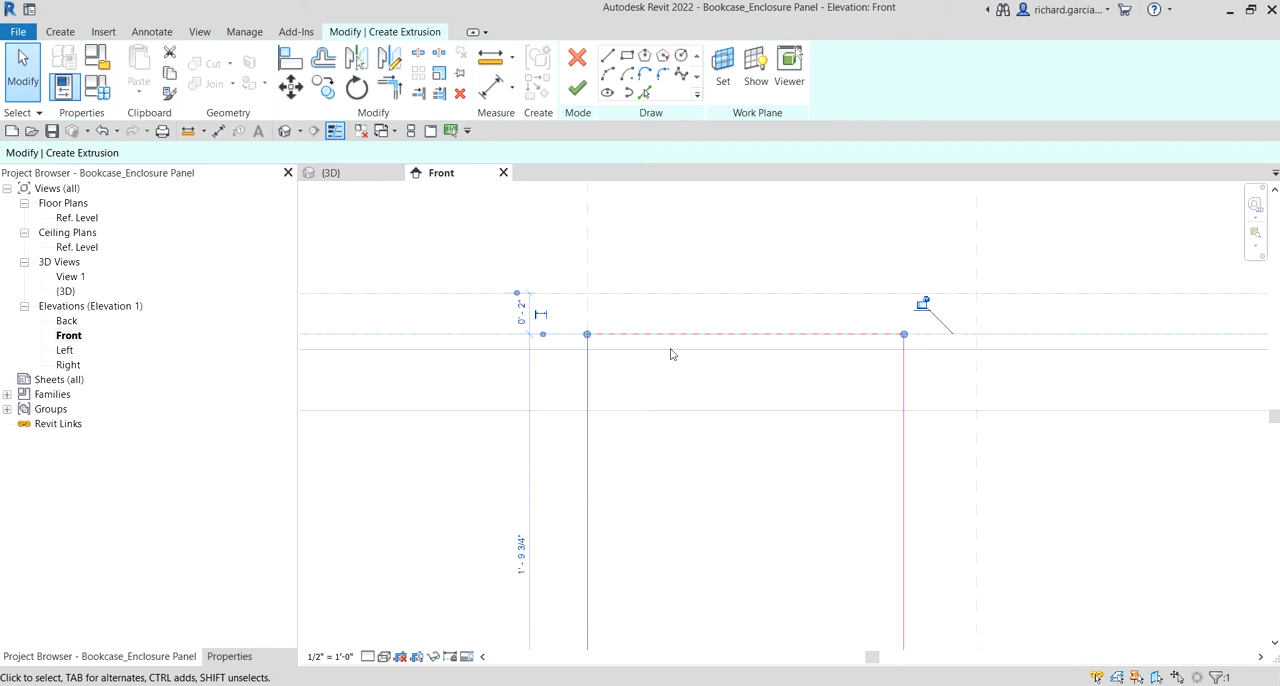 Autodesk Revit 2022 - Bookcase_Enclosure Panel - Elevation: Front
richard.garcia...
File Create Insert Annotate View Manage Add-Ins Modify | Create Extrusion
Modify
Paste
Cut
Join
Set Show Viewer
Select Properties Clipboard Geometry Modify Measure Create Mode Draw Work Plane
Modify | Create Extrusion
Project Browser - Bookcase_Enclosure Panel
{3D}
Front
Views (all)
Floor Plans
Ref. Level
Ceiling Plans
Ref. Level
3D Views
View 1
{3D}
Elevations (Elevation 1)
Back
Front
Left
Right
Sheets (all)
Families
Groups
Revit Links
0' - 2"
1' - 9 3/4"
Project Browser - Bookcase_Enclosure Panel Properties
1/2" = 1'-0"
Click to select, TAB for alternates, CTRL adds, SHIFT unselects.
:1